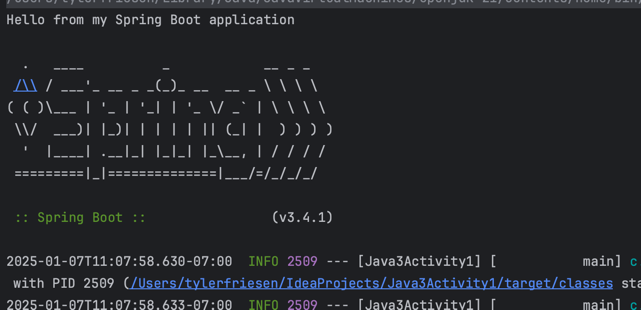 Hello from my Spring Boot application
  .   ____          _            __ _ _
 /\\ / ___'_ __ _ _(_)_ __  __ _ \ \ \ \
( ( )\___ | '_ | '_| | '_ \/ _` | \ \ \ \
 \\/  ___)| |_)| | | | | || (_| |  ) ) ) )
  '  |____| .__|_| |_|_| |_\__, | / / / /
 =========|_|==============|___/=/_/_/_/
 :: Spring Boot ::                (v3.4.1)
2025-01-07T11:07:58.630-07:00  INFO 2509 --- [Java3Activity1] [           main] c
 with PID 2509 (/Users/tylerfriesen/IdeaProjects/Java3Activity1/target/classes sta
2025-01-07T11:07:58.633-07:00  INFO 2509 --- [Java3Activity1] [           main] c